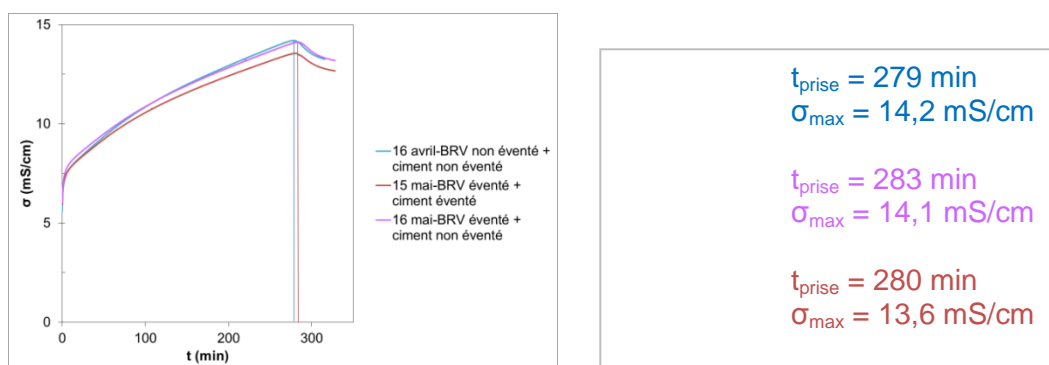 15
10
5
0
σ (mS/cm)
0
100
200
300
t (min)
16 avril-BRV non éventé +
ciment non éventé
15 mai-BRV éventé +
ciment éventé
16 mai-BRV éventé +
ciment non éventé
tprise = 279 min
σmax = 14,2 mS/cm
tprise = 283 min
σmax = 14,1 mS/cm
tprise = 280 min
σmax = 13,6 mS/cm